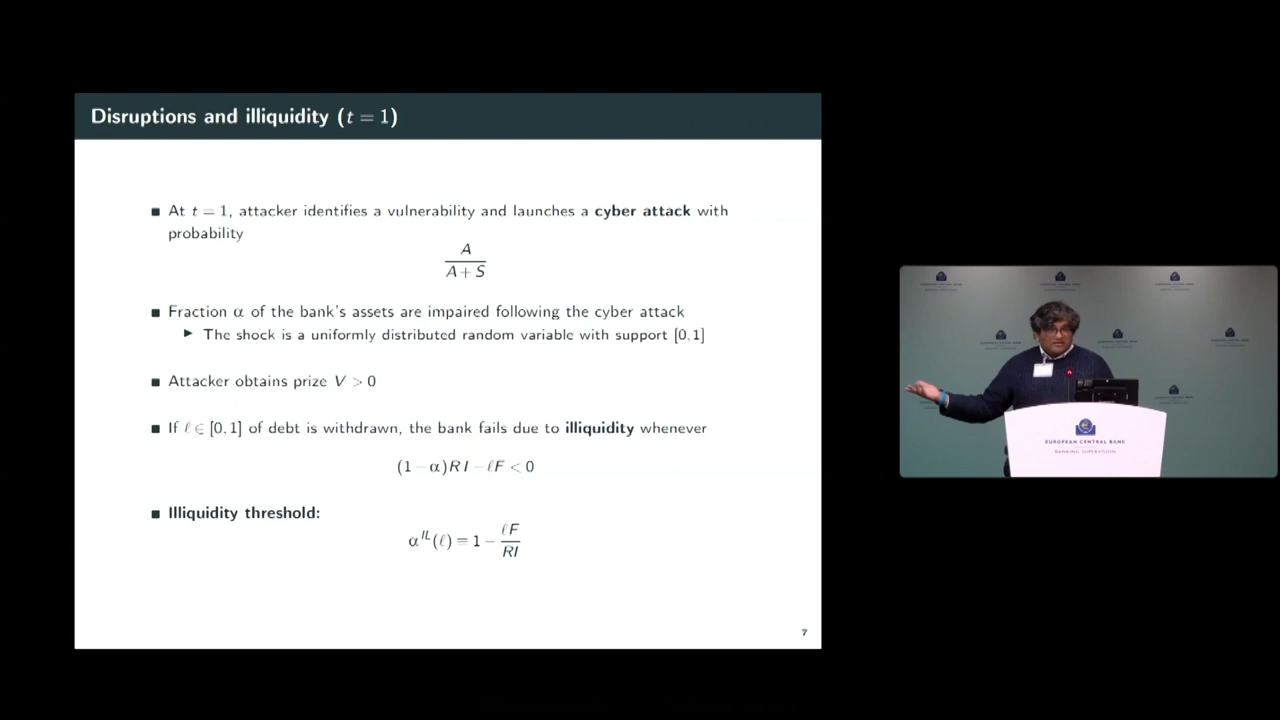 Disruptions and illiquidity (t = 1)
■ At t = 1, attacker identifies a vulnerability and launches a cyber attack with
probability
A
A + S
■ Fraction α of the bank's assets are impaired following the cyber attack
▶ The shock is a uniformly distributed random variable with support [0, 1]
■ Attacker obtains prize V > 0
■ If ℓ ∈ [0, 1] of debt is withdrawn, the bank fails due to illiquidity whenever
(1 − α)RI − ℓF < 0
■ Illiquidity threshold:
α^{IL}(ℓ) ≡ 1 − ℓF
RI
7
EUROPEAN CENTRAL BANK
BANKING SUPERVISION